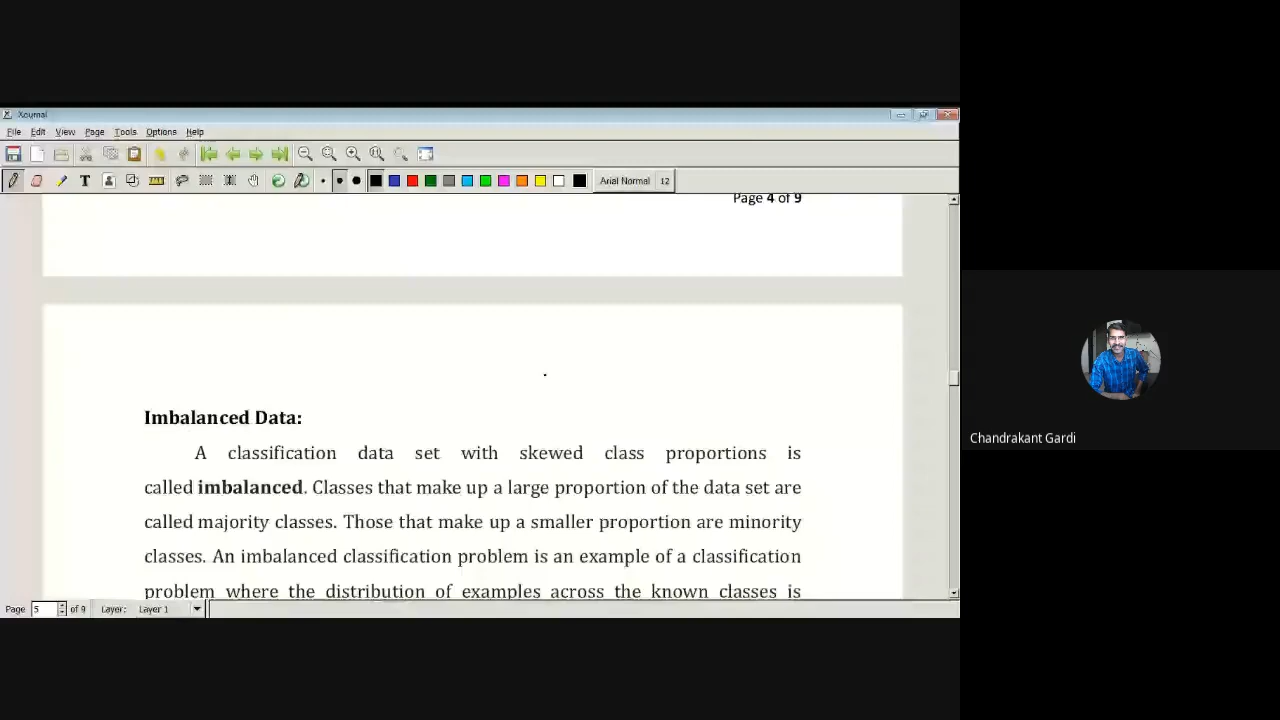 Xournal
File Edit View Page Tools Options Help
T
Arial Normal 12
Page 4 of 9
Imbalanced Data:
A classification data set with skewed class proportions is
called imbalanced. Classes that make up a large proportion of the data set are
called majority classes. Those that make up a smaller proportion are minority
classes. An imbalanced classification problem is an example of a classification
problem where the distribution of examples across the known classes is
Page 5 of 9 Layer: Layer 1
Chandrakant Gardi